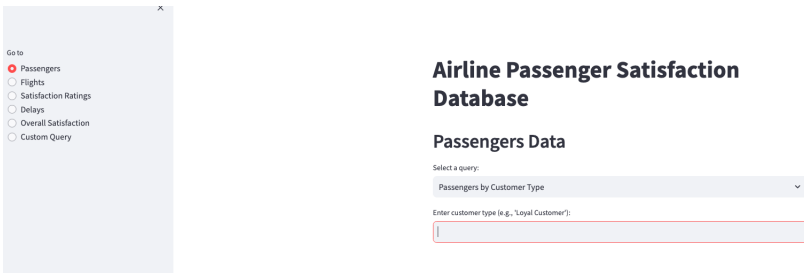 Go to
Passengers
Flights
Satisfaction Ratings
Delays
Overall Satisfaction
Custom Query
Airline Passenger Satisfaction
Database
Passengers Data
Select a query:
Passengers by Customer Type
Enter customer type (e.g., 'Loyal Customer'):